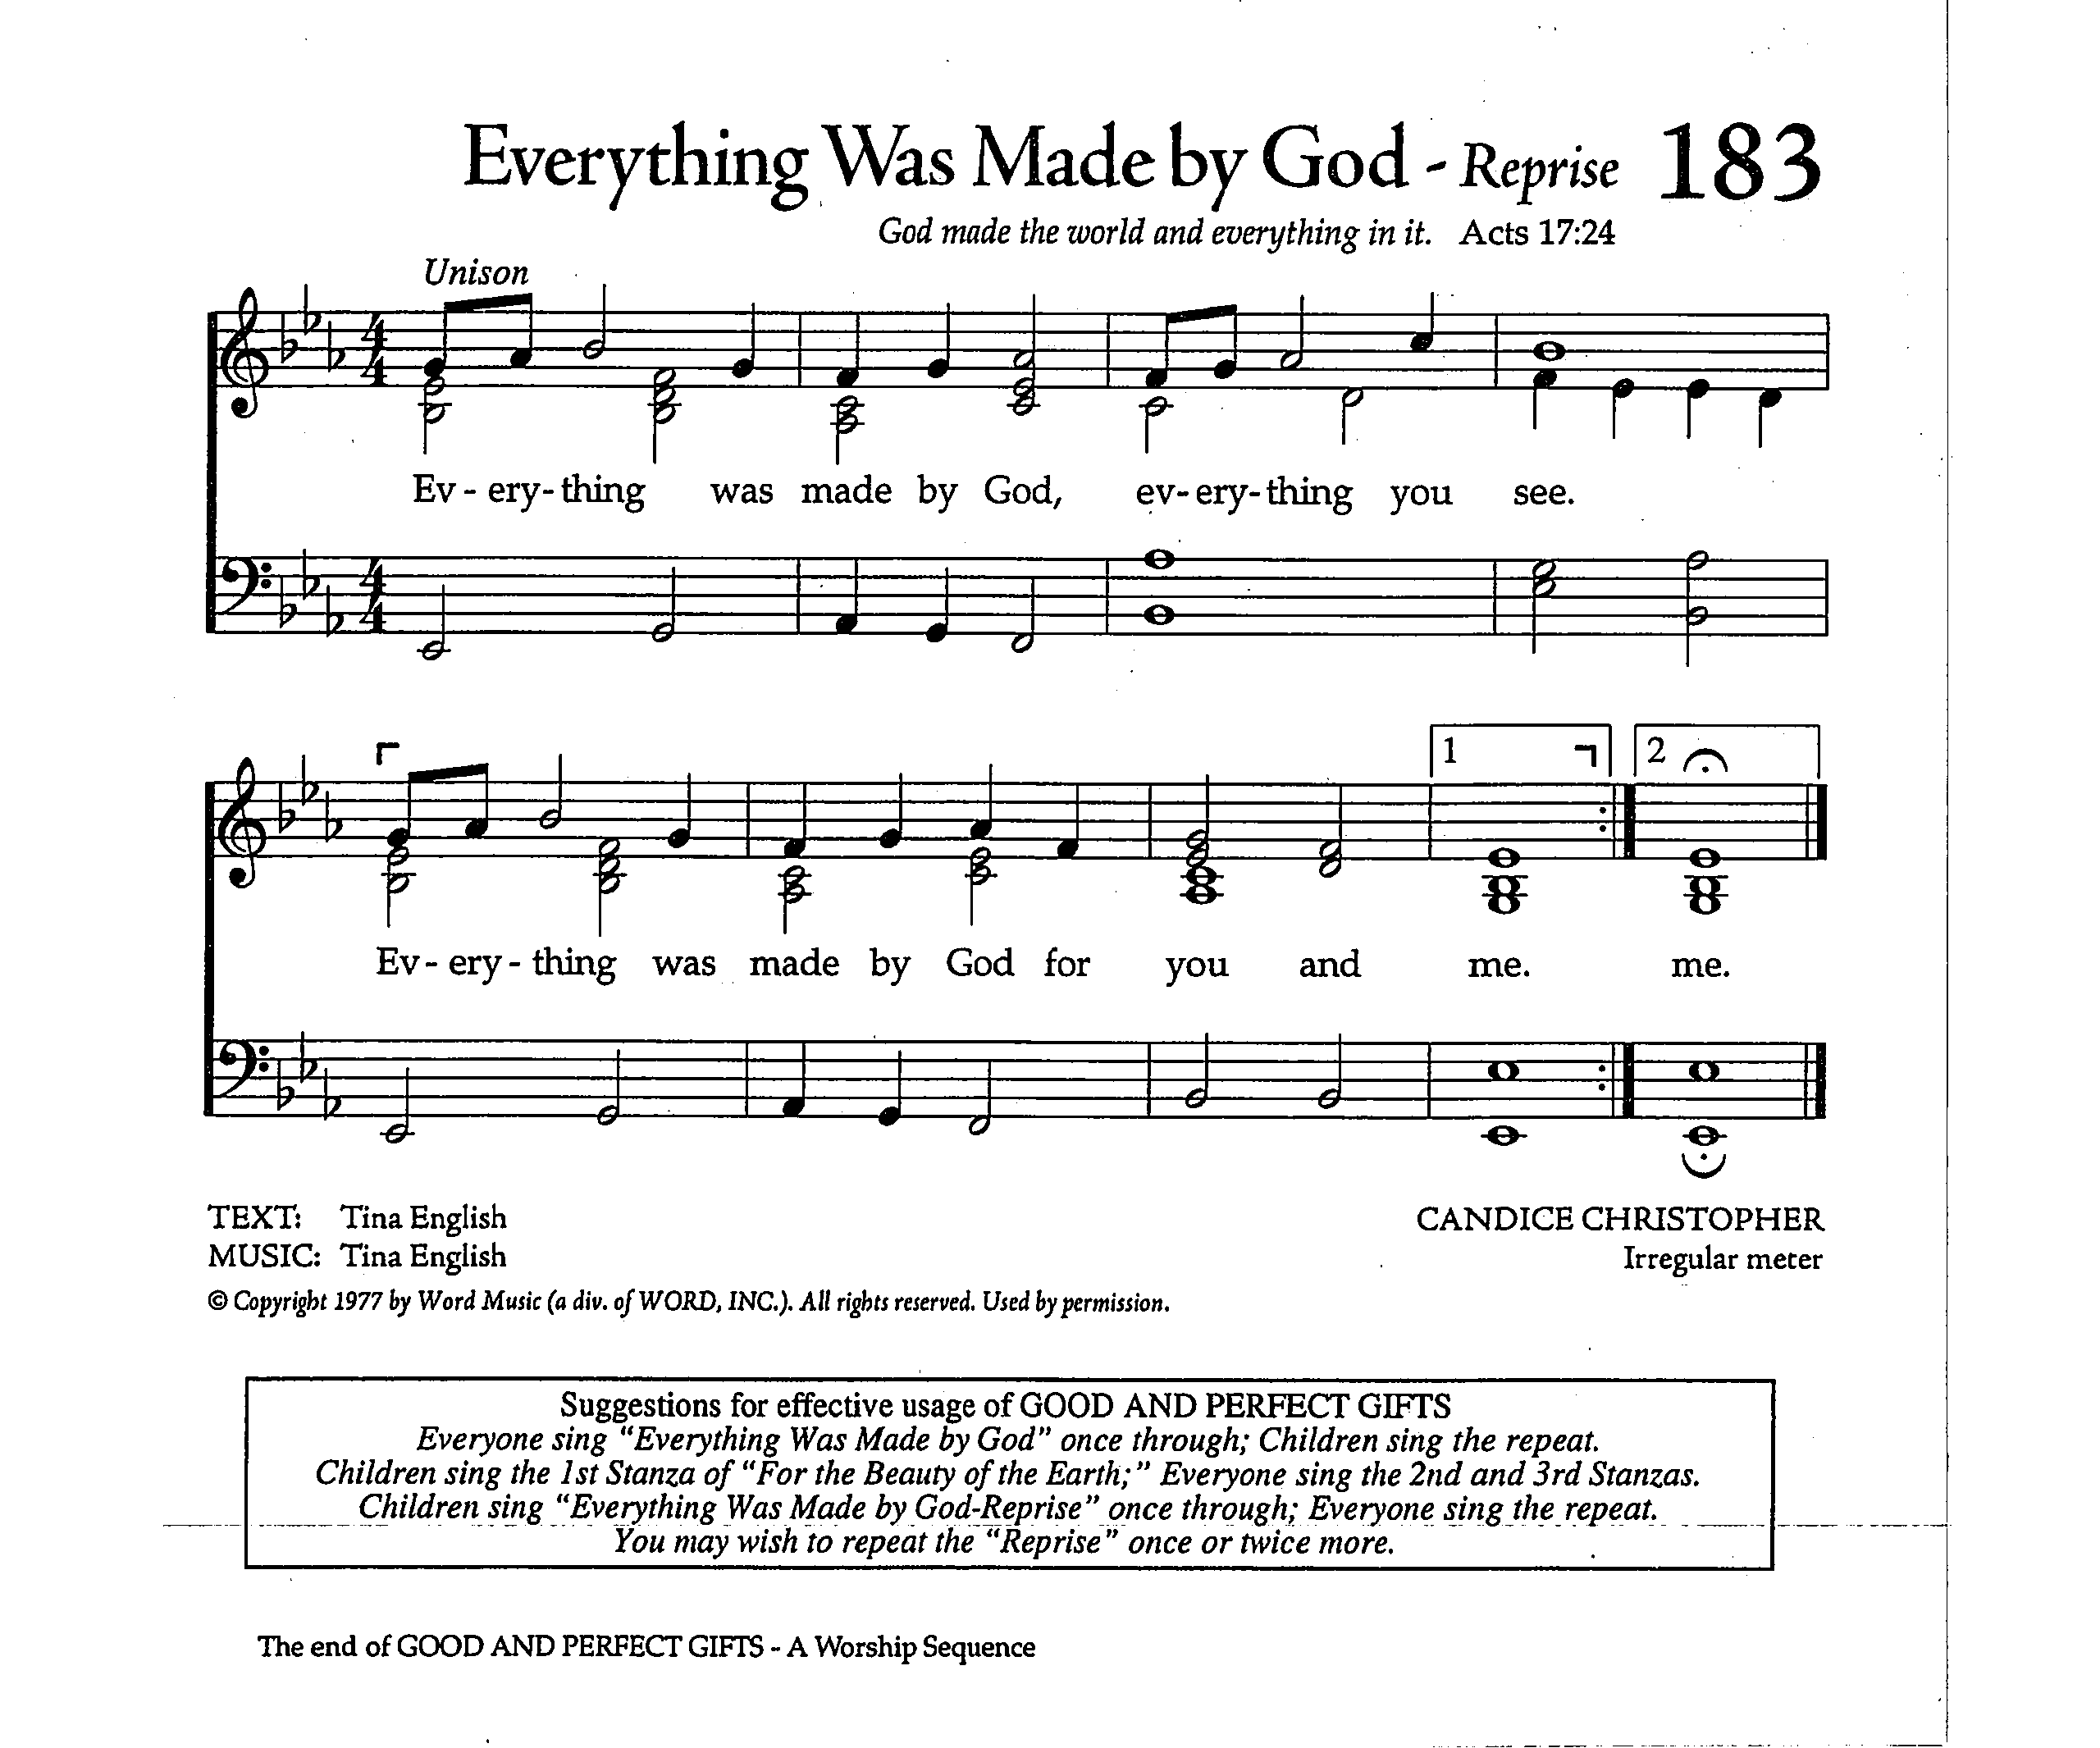 Everything Was Made by God - Reprise 183
God made the world and everything in it. Acts 17:24
Unison
Ev - ery - thing was made by God, ev - ery - thing you see.
1 2
Ev - ery - thing was made by God for you and me. me.
TEXT: Tina English
MUSIC: Tina English
CANDICE CHRISTOPHER
Irregular meter
© Copyright 1977 by Word Music (a div. of WORD, INC.). All rights reserved. Used by permission.
Suggestions for effective usage of GOOD AND PERFECT GIFTS
Everyone sing "Everything Was Made by God" once through; Children sing the repeat.
Children sing the 1st Stanza of "For the Beauty of the Earth;" Everyone sing the 2nd and 3rd Stanzas.
Children sing "Everything Was Made by God-Reprise" once through; Everyone sing the repeat.
You may wish to repeat the "Reprise" once or twice more.
The end of GOOD AND PERFECT GIFTS - A Worship Sequence